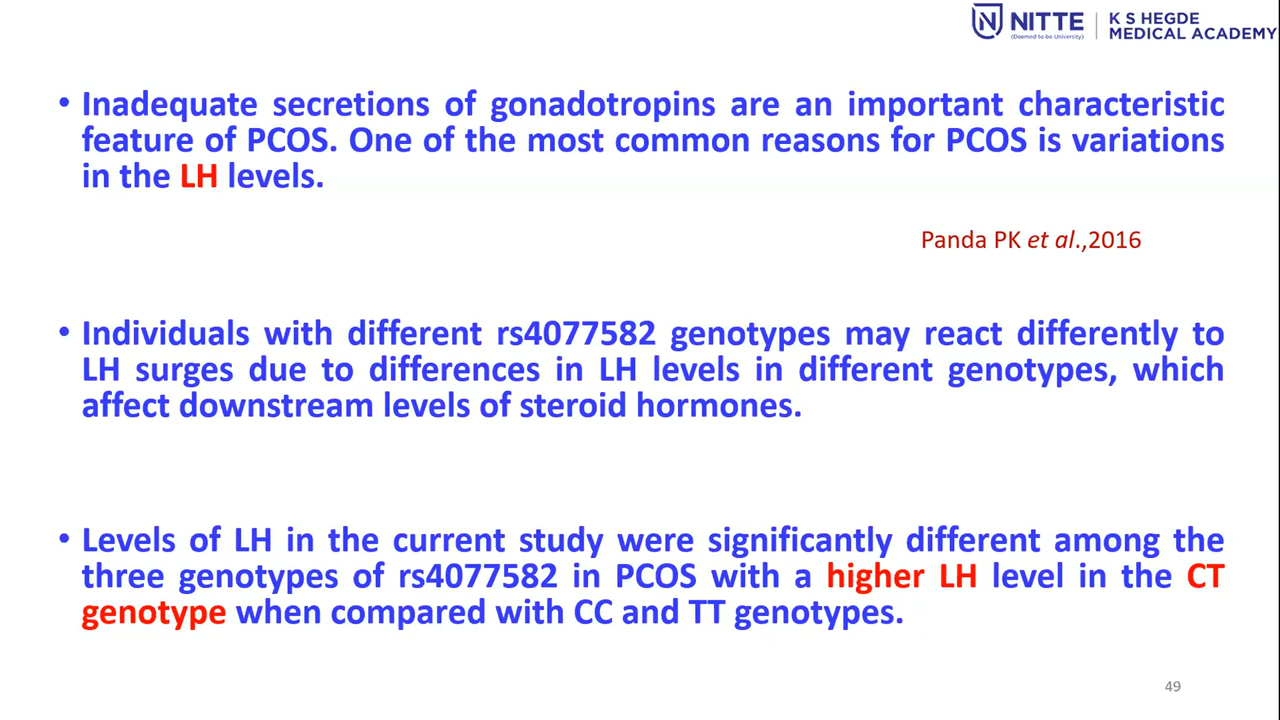 NITTE
(Deemed to be University)
K S HEGDE
MEDICAL ACADEMY
• Inadequate secretions of gonadotropins are an important characteristic
feature of PCOS. One of the most common reasons for PCOS is variations
in the LH levels.
Panda PK et al.,2016
• Individuals with different rs4077582 genotypes may react differently to
LH surges due to differences in LH levels in different genotypes, which
affect downstream levels of steroid hormones.
• Levels of LH in the current study were significantly different among the
three genotypes of rs4077582 in PCOS with a higher LH level in the CT
genotype when compared with CC and TT genotypes.
49